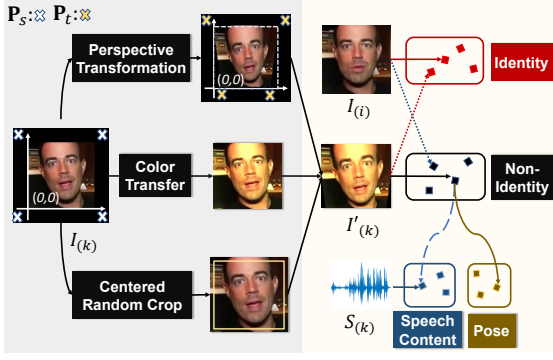 P_s: P_t:
Perspective
Transformation
(0,0)
Color
Transfer
(0,0)
I_(k)
Centered
Random Crop
Identity
I_(i)
Non-
Identity
I'_(k)
S_(k)
Speech
Content
Pose